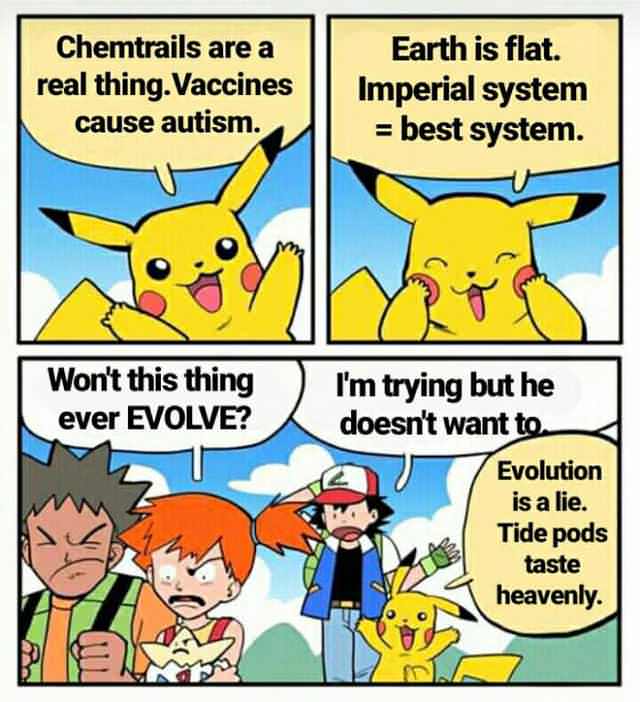 Chemtrails are a
real thing.Vaccines
cause autism.
Earth is flat.
Imperial system
= best system.
Won't this thing
ever EVOLVE?
I'm trying but he
doesn't want to.
Evolution
is a lie.
Tide pods
taste
heavenly.